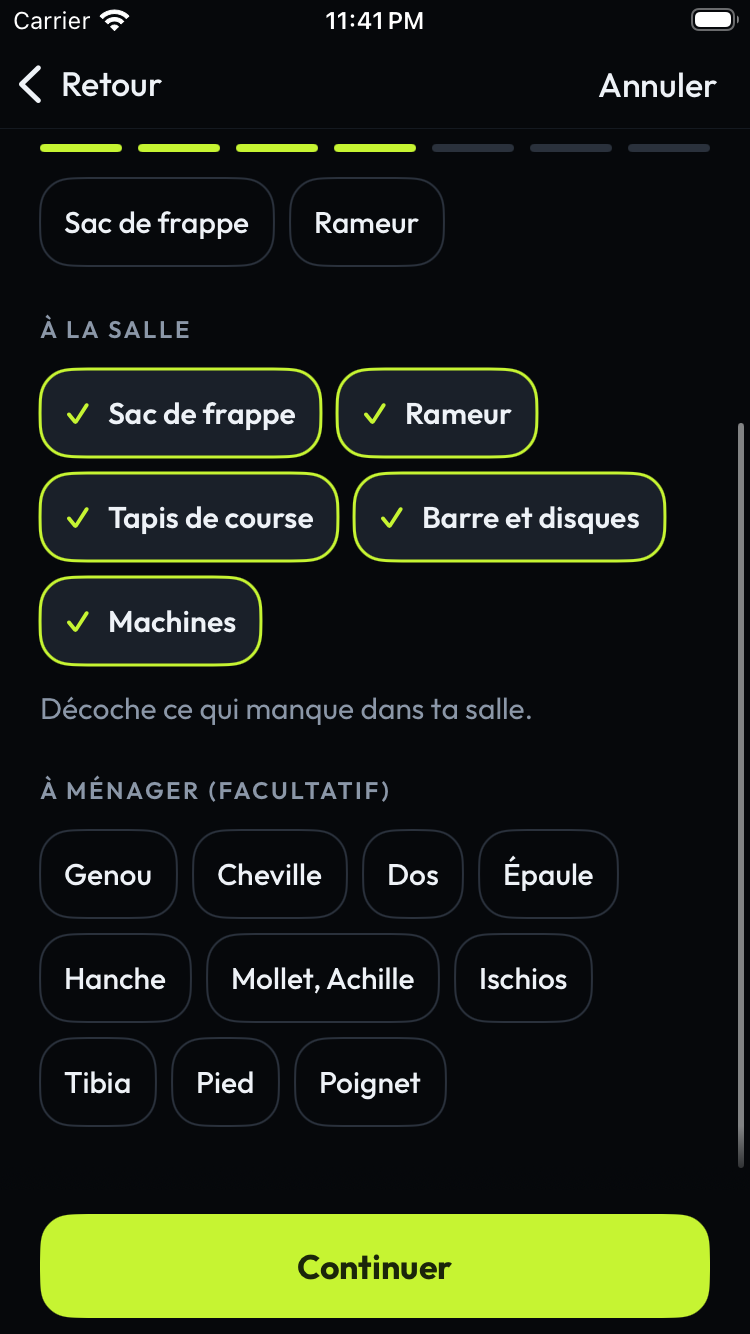 Carrier 11:41 PM
Retour Annuler
Sac de frappe Rameur
À LA SALLE
Sac de frappe Rameur
Tapis de course Barre et disques
Machines
Décoche ce qui manque dans ta salle.
À MÉNAGER (FACULTATIF)
Genou Cheville Dos Épaule
Hanche Mollet, Achille Ischios
Tibia Pied Poignet
Continuer